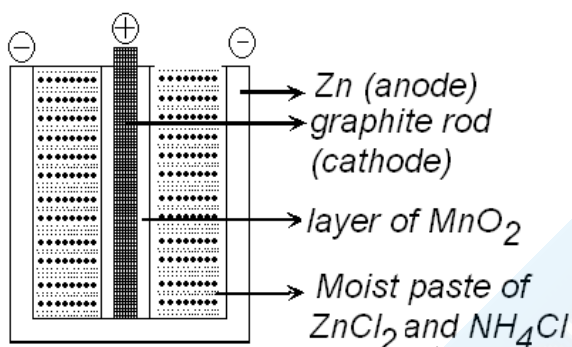 ⊖ ⊕ ⊖
Zn (anode)
graphite rod
(cathode)
layer of MnO₂
Moist paste of
ZnCl₂ and NH₄Cl